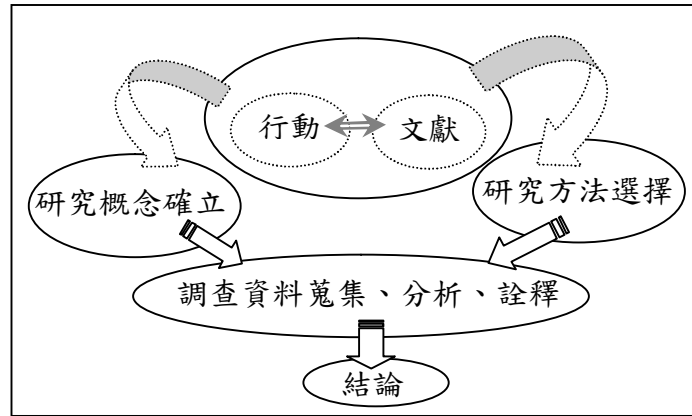 行動
文獻
研究概念確立
研究方法選擇
調查資料蒐集、分析、詮釋
結論